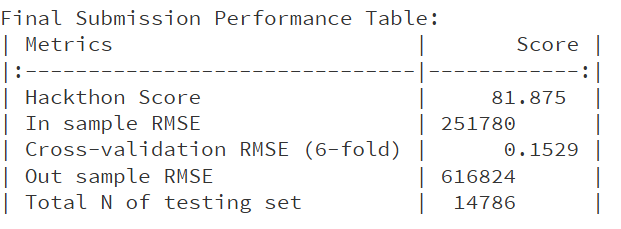 Final Submission Performance Table:
| Metrics                       |      Score |
|:------------------------------|-----------:|
| Hackthon Score                |    81.875  |
| In sample RMSE                | 251780     |
| Cross-validation RMSE (6-fold) |     0.1529 |
| Out sample RMSE               | 616824     |
| Total N of testing set        |  14786     |